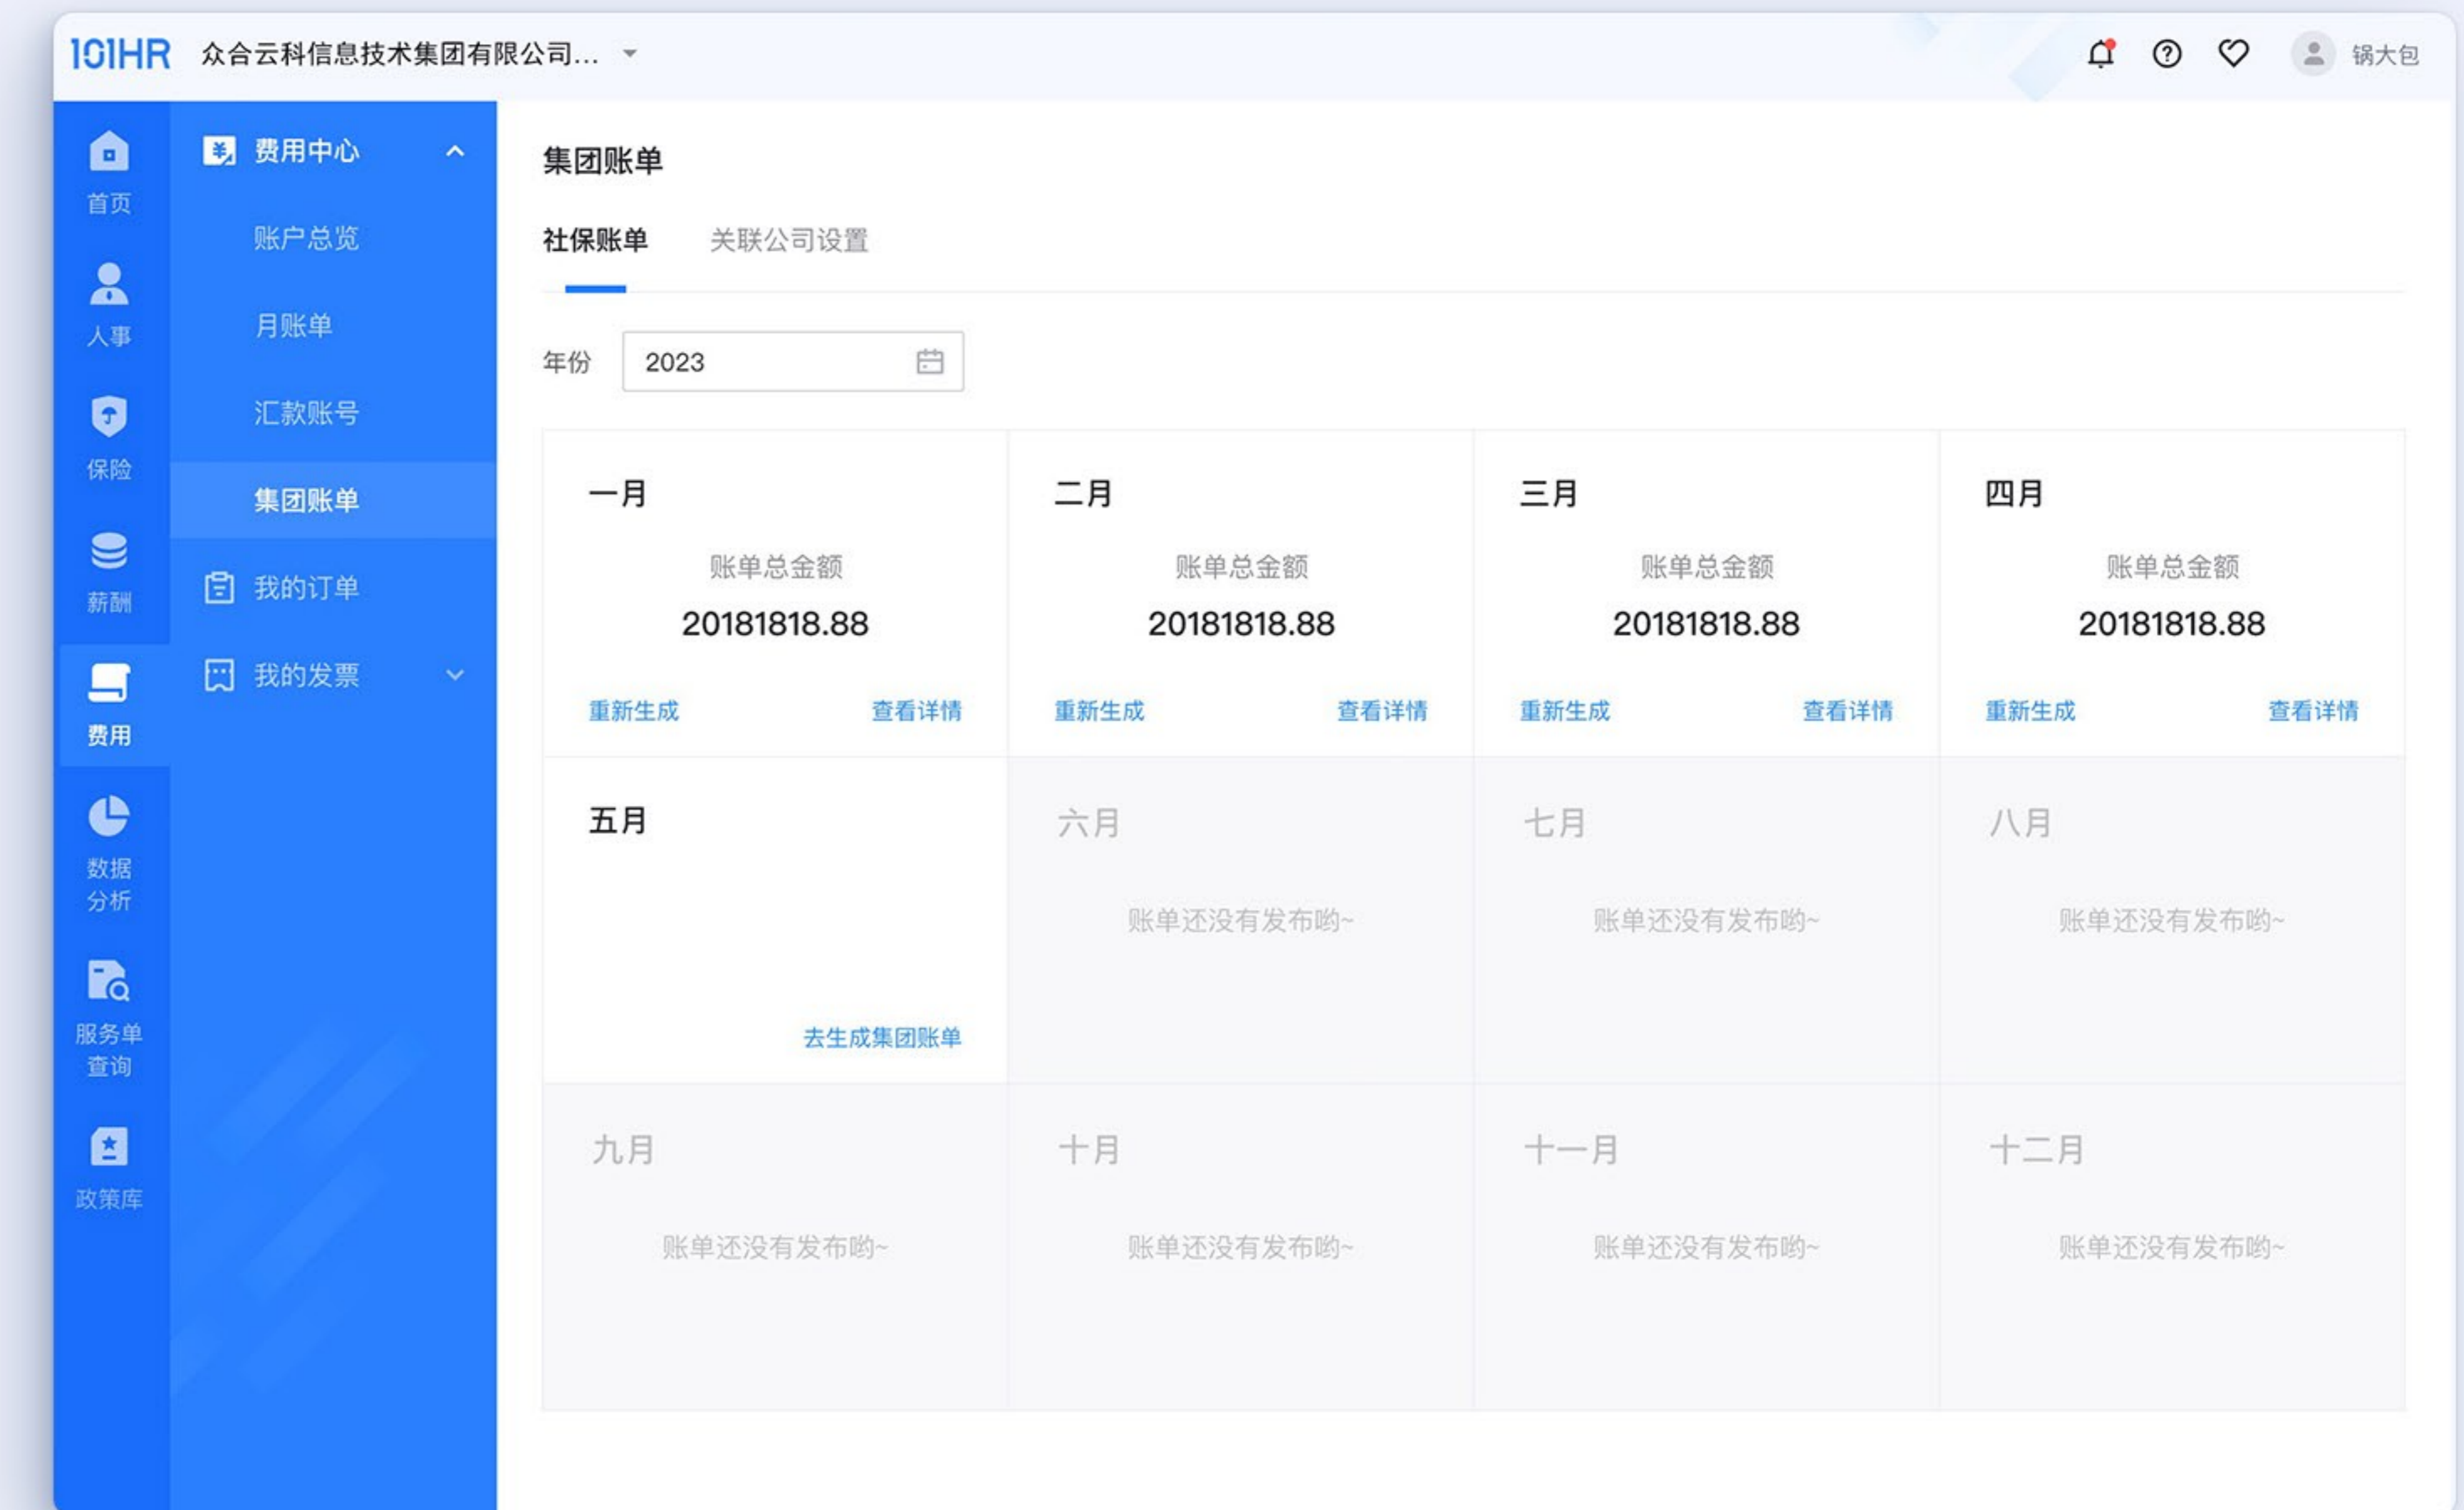 101HR 众合云科信息技术集团有限公司... 锅大包
首页
人事
保险
薪酬
费用
数据
分析
服务单
查询
政策库
费用中心
账户总览
月账单
汇款账号
集团账单
我的订单
我的发票
集团账单
社保账单 关联公司设置
年份 2023
一月 二月 三月 四月
账单总金额 账单总金额 账单总金额 账单总金额
20181818.88 20181818.88 20181818.88 20181818.88
重新生成 查看详情 重新生成 查看详情 重新生成 查看详情 重新生成 查看详情
五月 六月 七月 八月
账单还没有发布哟~ 账单还没有发布哟~ 账单还没有发布哟~
去生成集团账单
九月 十月 十一月 十二月
账单还没有发布哟~ 账单还没有发布哟~ 账单还没有发布哟~ 账单还没有发布哟~